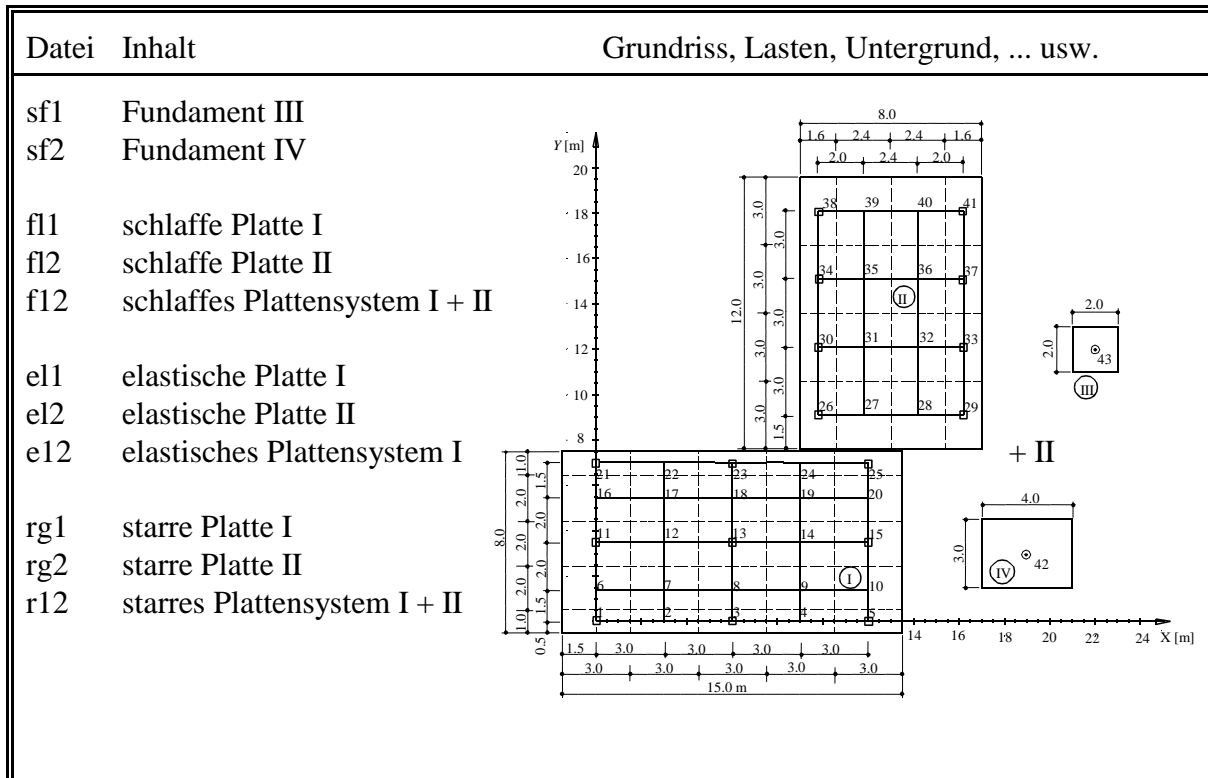 Datei Inhalt Grundriss, Lasten, Untergrund, ... usw.
sf1 Fundament III
sf2 Fundament IV
fl1 schlaffe Platte I
fl2 schlaffe Platte II
f12 schlaffes Plattensystem I + II
el1 elastische Platte I
el2 elastische Platte II
e12 elastisches Plattensystem I + II
rg1 starre Platte I
rg2 starre Platte II
r12 starres Plattensystem I + II
8.0
1.6 2.4 2.4 1.6
2.0 2.4 2.0
Y [m]
20
18
16
14
12
10
8
12.0
3.0
3.0
3.0
3.0
3.0
3.0
3.0
1.5
38 39 40 41
34 35 36 37
II
30 31 32 33
26 27 28 29
2.0
2.0
43
III
8.0
1.0
2.0
2.0
2.0
1.0
1.5
2.0
2.0
1.5
0.5
21 22 23 24 25
16 17 18 19 20
11 12 13 14 15
I
6 7 8 9 10
1 2 3 4 5
4.0
3.0
IV
42
14 16 18 20 22 24 X [m]
1.5 3.0 3.0 3.0 3.0
3.0 3.0 3.0 3.0 3.0
15.0 m